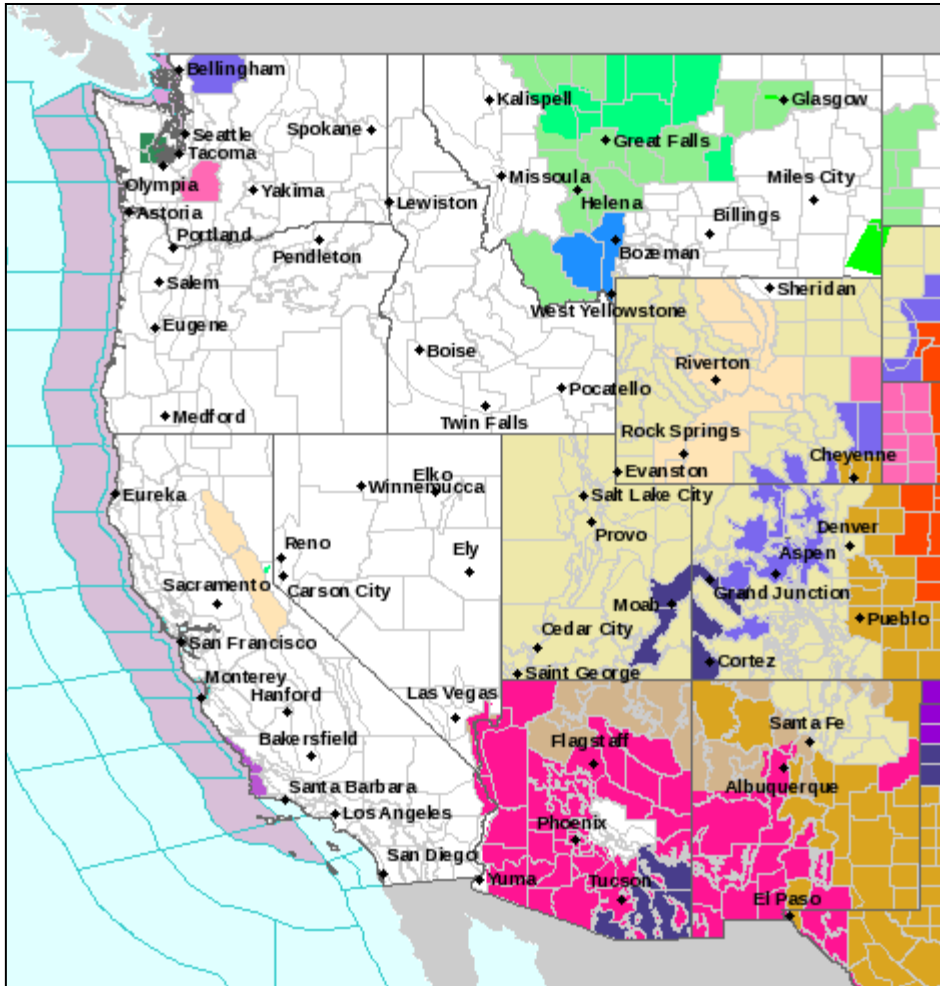 Bellingham
Kalispell
Glasgow
Seattle
Spokane
Great Falls
Tacoma
Olympia
Missoula
Miles City
Yakima
Helena
Lewiston
Astoria
Billings
Portland
Bozeman
Pendleton
Salem
Sheridan
West Yellowstone
Eugene
Boise
Riverton
Pocatello
Medford
Twin Falls
Rock Springs
Cheyenne
Evanston
Elko
Winnemucca
Eureka
Salt Lake City
Denver
Provo
Reno
Ely
Aspen
Sacramento
Carson City
Grand Junction
Moab
Pueblo
Cedar City
San Francisco
Cortez
Saint George
Monterey
Hanford
Las Vegas
Santa Fe
Flagstaff
Bakersfield
Albuquerque
Santa Barbara
Los Angeles
Phoenix
San Diego
Yuma
Tucson
El Paso